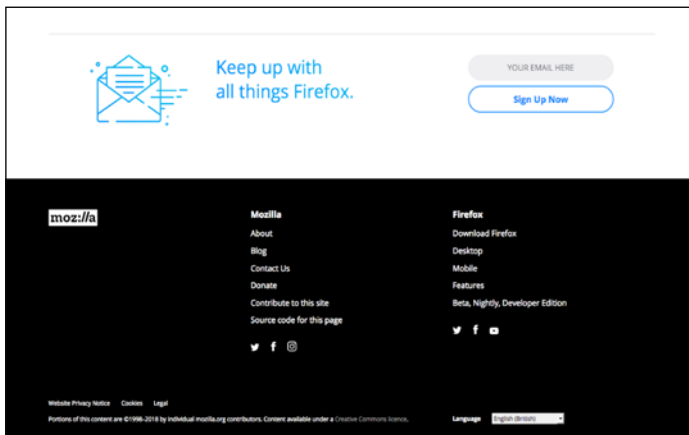 Keep up with
all things Firefox.
YOUR EMAIL HERE
Sign Up Now
moz://a
Mozilla
About
Blog
Contact Us
Donate
Contribute to this site
Source code for this page
Firefox
Download Firefox
Desktop
Mobile
Features
Beta, Nightly, Developer Edition
Website Privacy Notice Cookies Legal
Portions of this content are ©1998-2018 by individual mozilla.org contributors. Content available under a Creative Commons licence.
Language English (British)